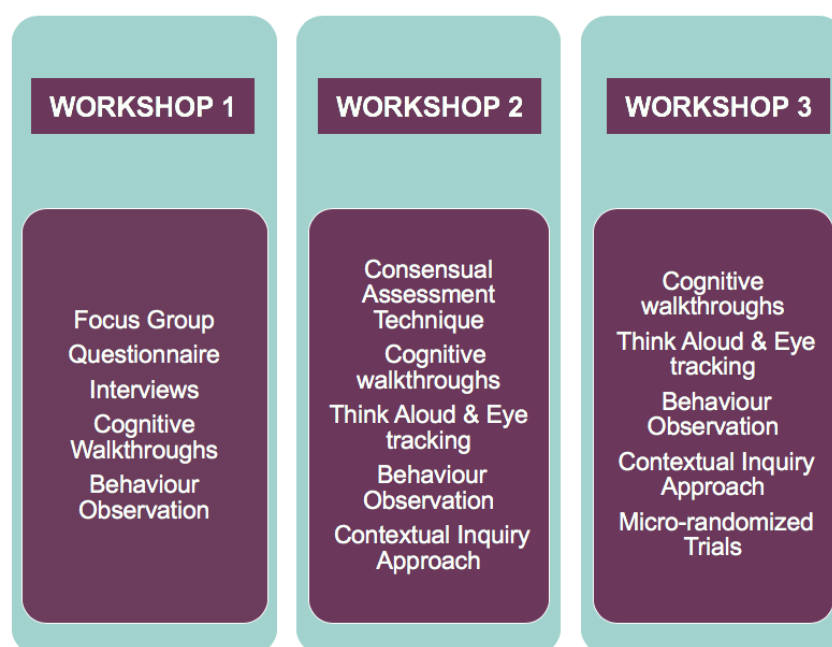 WORKSHOP 1
Focus Group
Questionnaire
Interviews
Cognitive
Walkthroughs
Behaviour
Observation
WORKSHOP 2
Consensual
Assessment
Technique
Cognitive
walkthroughs
Think Aloud & Eye
tracking
Behaviour
Observation
Contextual Inquiry
Approach
WORKSHOP 3
Cognitive
walkthroughs
Think Aloud & Eye
tracking
Behaviour
Observation
Contextual Inquiry
Approach
Micro-randomized
Trials